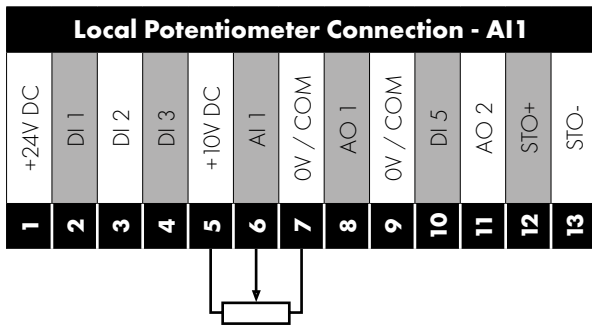 Local Potentiometer Connection - AI1
+24V DC
DI 1
DI 2
DI 3
+10V DC
AI 1
0V / COM
AO 1
0V / COM
DI 5
AO 2
STO+
STO-
1
2
3
4
5
6
7
8
9
10
11
12
13